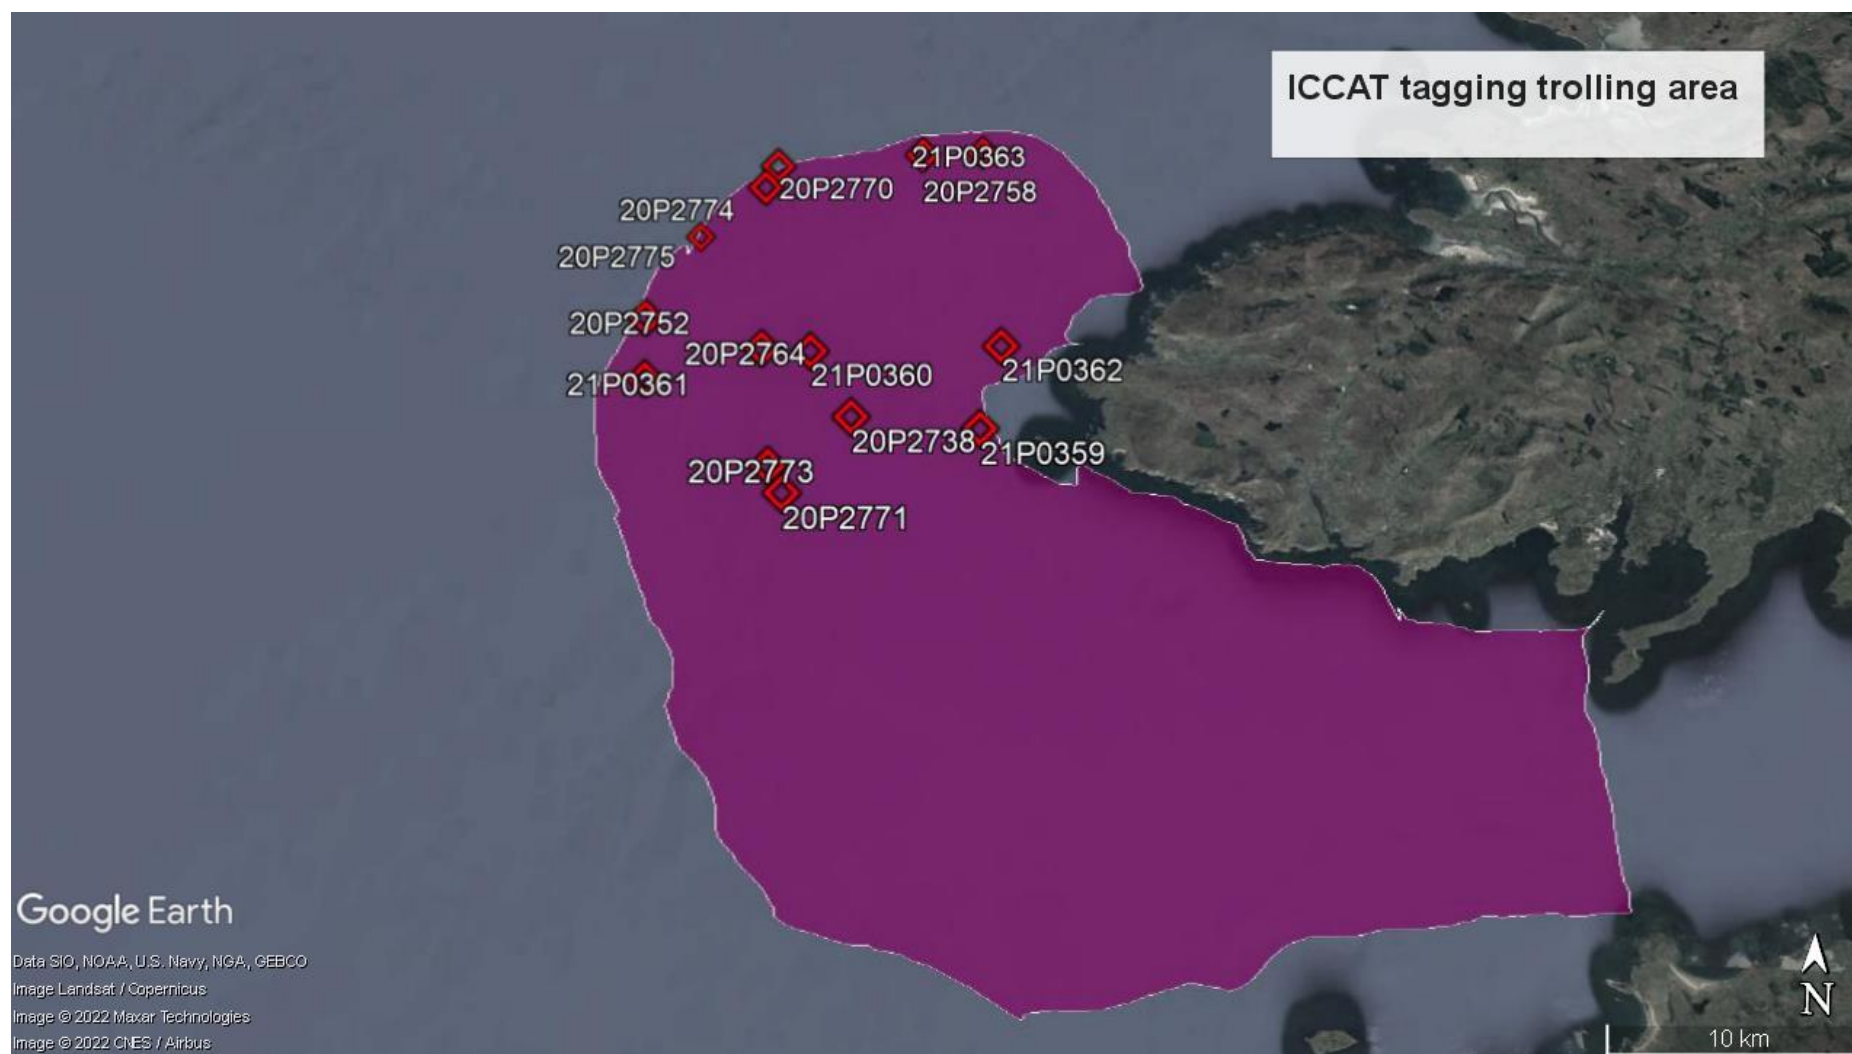 ICCAT tagging trolling area
21P0363
20P2770
20P2758
20P2774
20P2775
20P2752
20P2764
21P0360
21P0362
21P0361
20P2738
21P0359
20P2773
20P2771
Google Earth
Data SIO, NOAA, U.S. Navy, NGA, GEBCO
Image Landsat / Copernicus
Image © 2022 Maxar Technologies
Image © 2022 CNES / Airbus
N
10 km